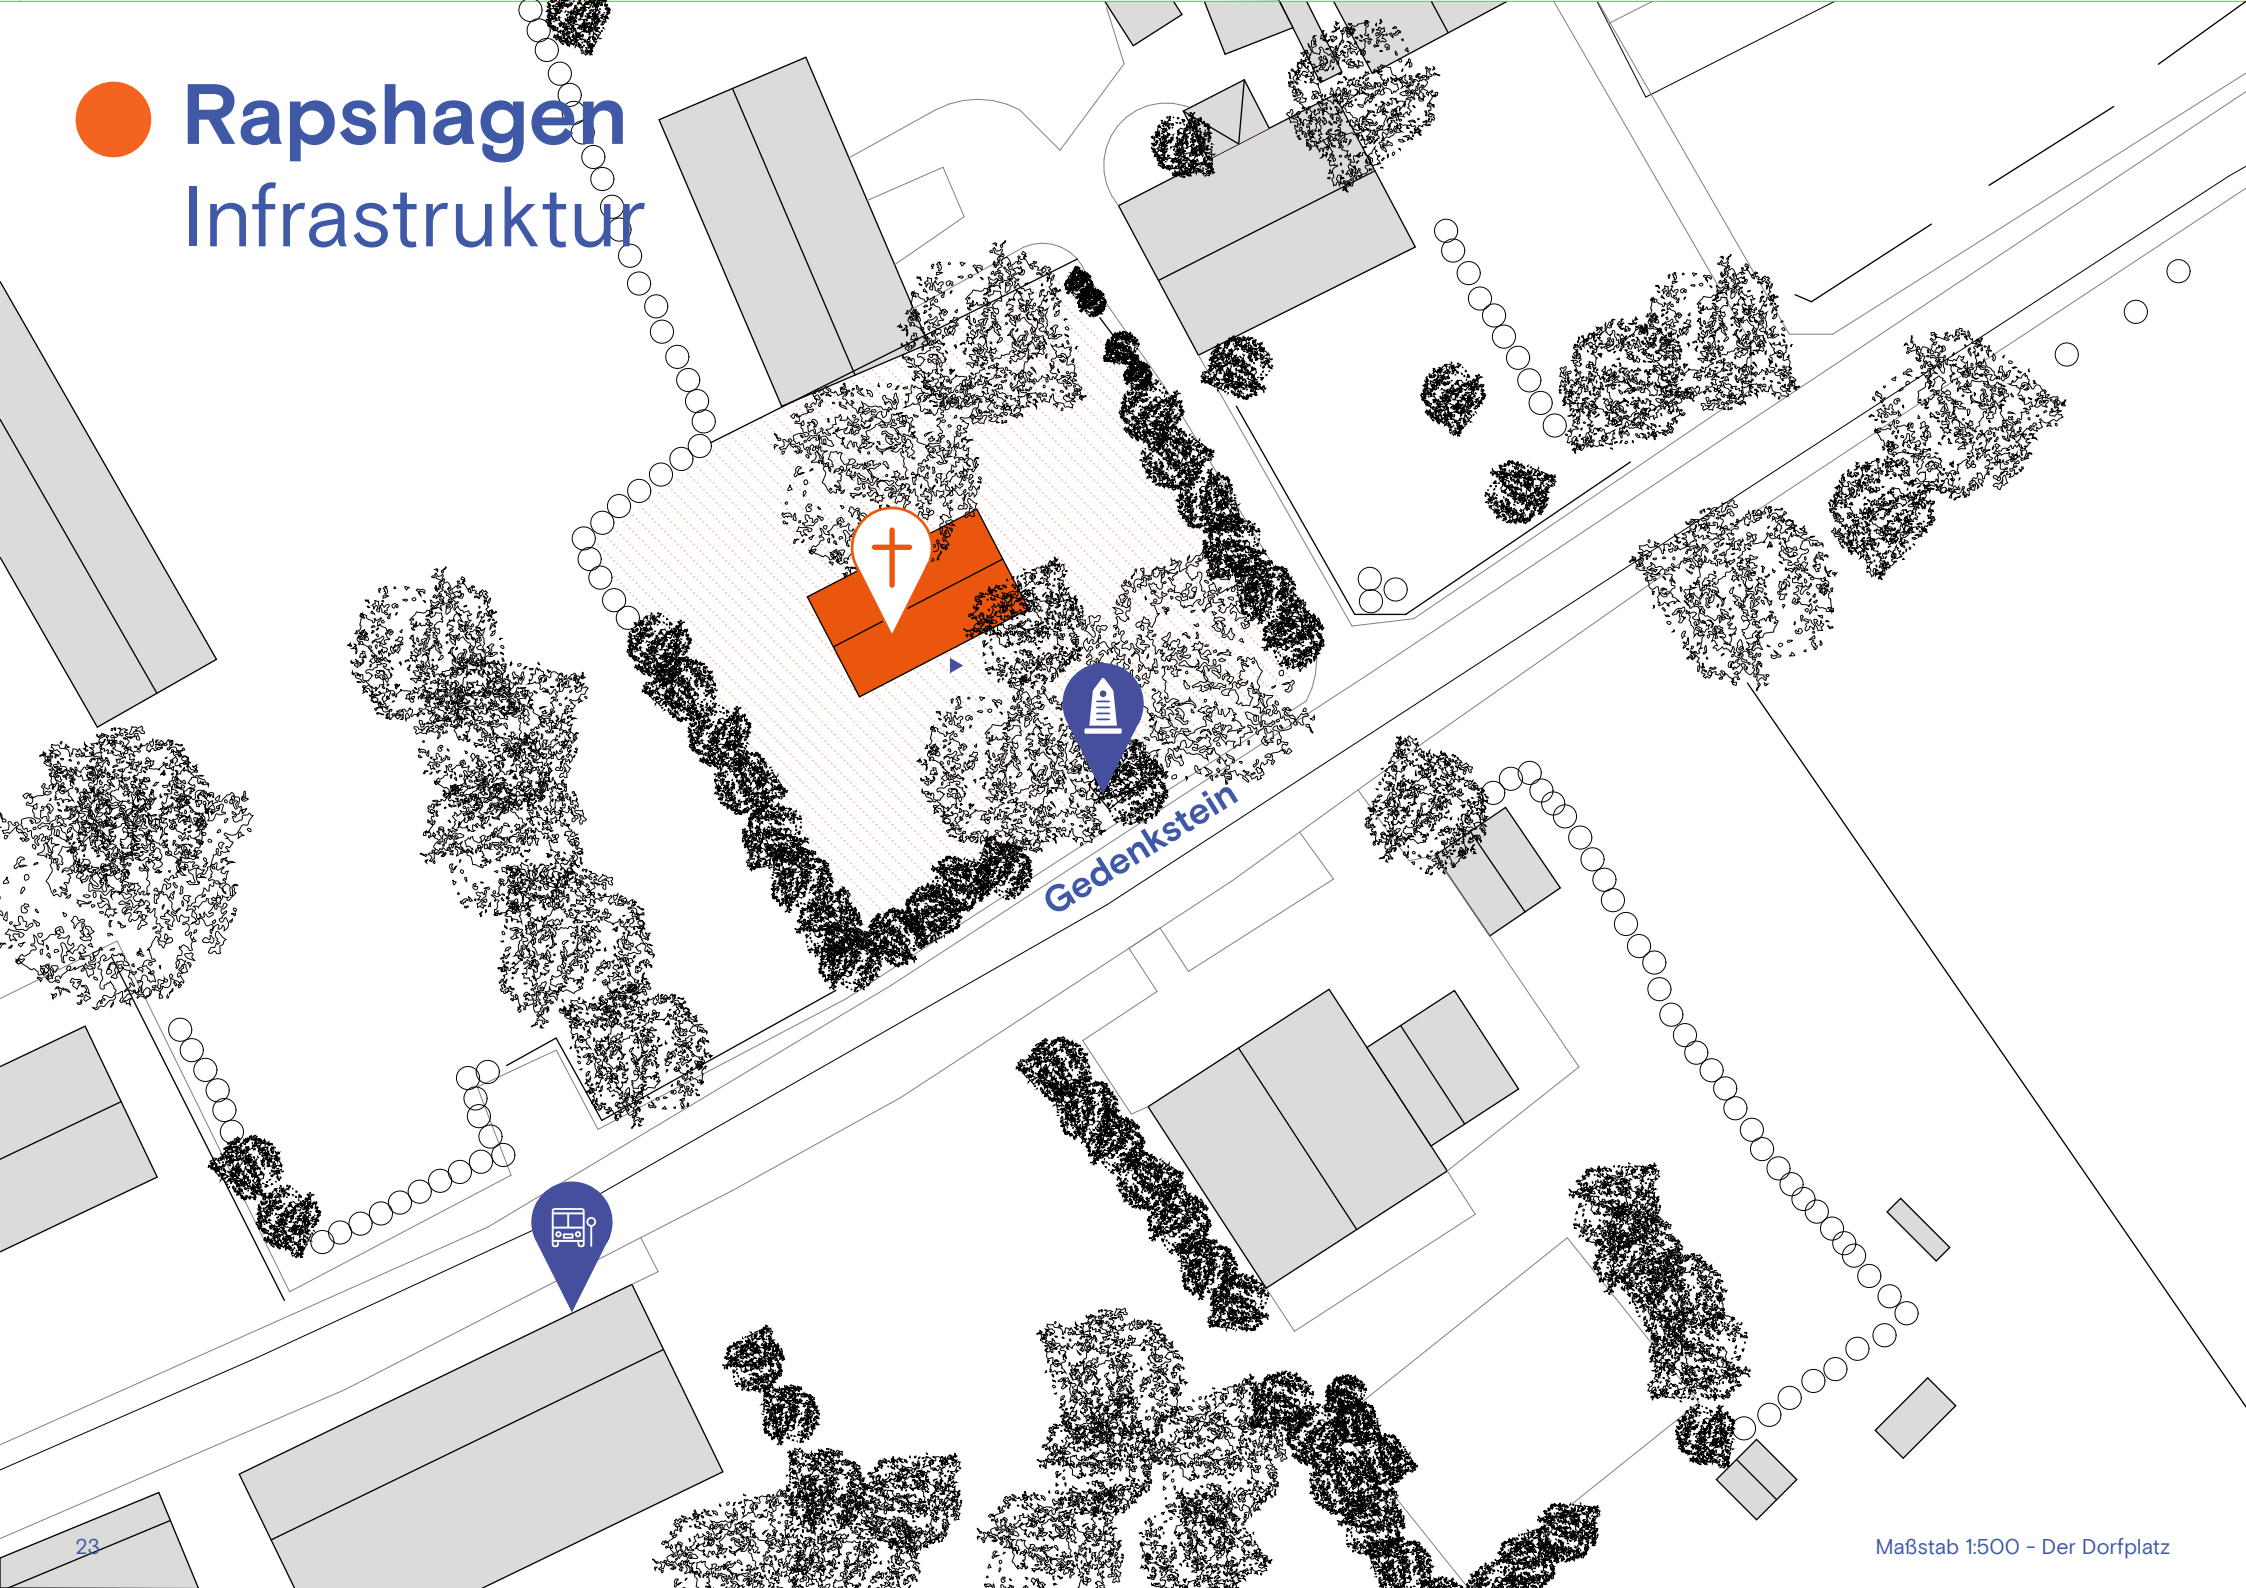 Rapshagen
Infrastruktur
Gedenkstein
23
Maßstab 1:500 - Der Dorfplatz